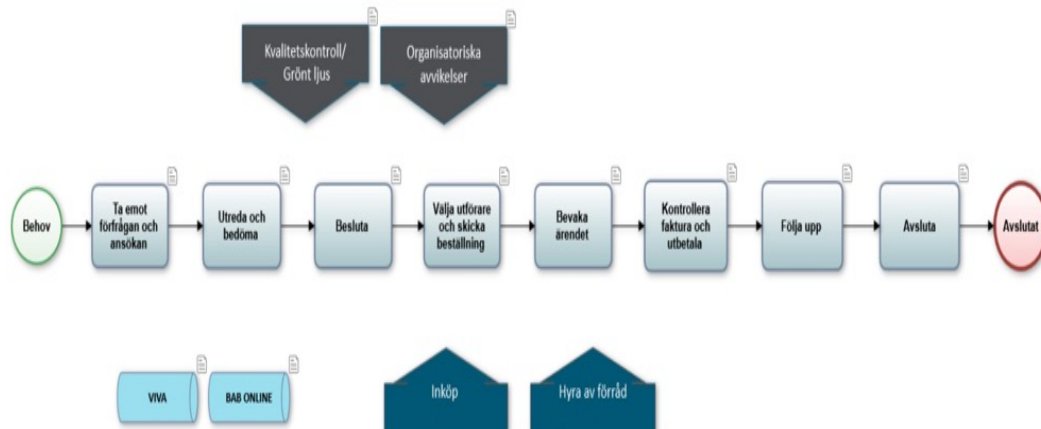 Kvalitetskontroll/
Grönt ljus
Organisatoriska
avvikelser
Behov
Ta emot
förfrågan och
ansökan
Utreda och
bedöma
Besluta
Välja utförare
och skicka
beställning
Bevaka
ärendet
Kontrollera
faktura och
utbetala
Följa upp
Avsluta
Avslutat
VIVA
BAB ONLINE
Inköp
Hyra av förråd